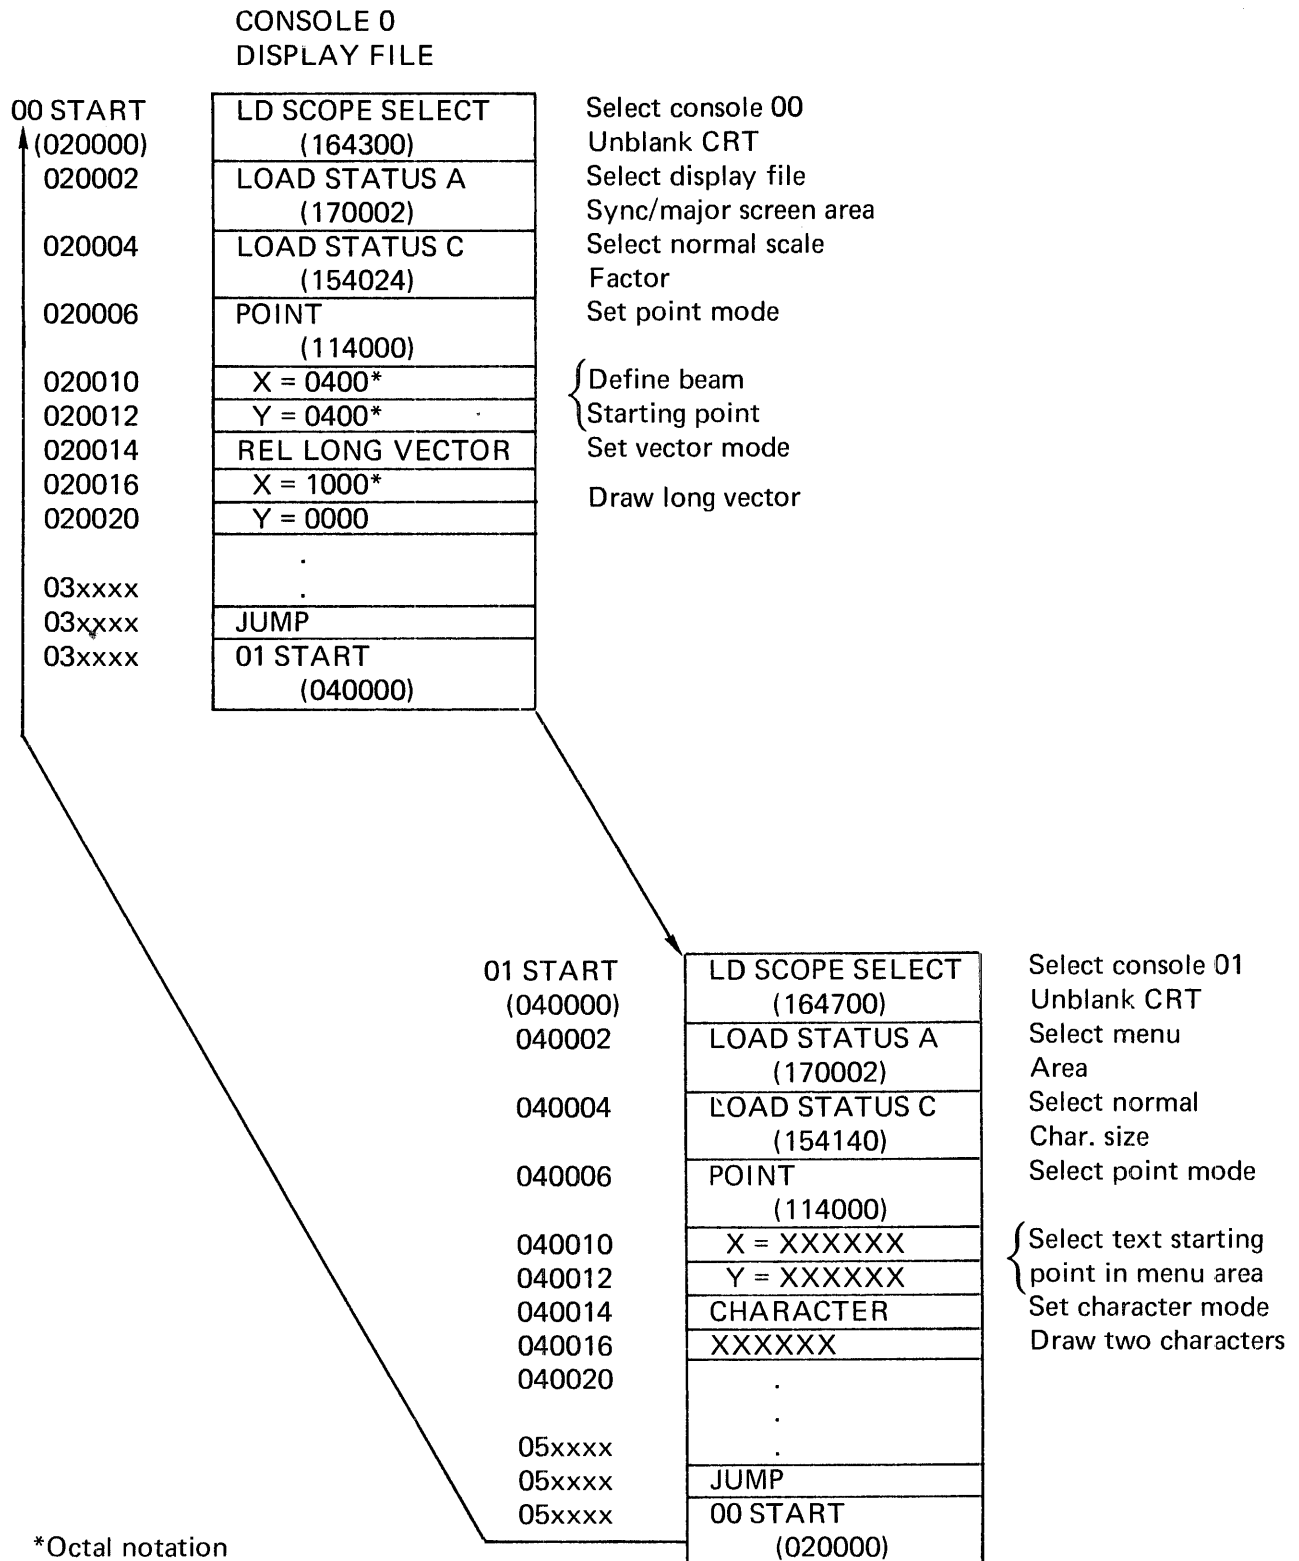 CONSOLE 0
DISPLAY FILE
00 START LD SCOPE SELECT Select console 00
(020000) (164300) Unblank CRT
020002 LOAD STATUS A Select display file
(170002) Sync/major screen area
020004 LOAD STATUS C Select normal scale
(154024) Factor
020006 POINT Set point mode
(114000)
020010 X = 0400* Define beam
020012 Y = 0400* Starting point
020014 REL LONG VECTOR Set vector mode
020016 X = 1000* Draw long vector
020020 Y = 0000
.
03xxxx .
03xxxx JUMP
03xxxx 01 START
(040000)
01 START LD SCOPE SELECT Select console 01
(040000) (164700) Unblank CRT
040002 LOAD STATUS A Select menu
(170002) Area
040004 LOAD STATUS C Select normal
(154140) Char. size
040006 POINT Select point mode
(114000)
040010 X = XXXXXX Select text starting
040012 Y = XXXXXX point in menu area
040014 CHARACTER Set character mode
040016 XXXXXX Draw two characters
040020 .
.
05xxxx .
05xxxx JUMP
05xxxx 00 START
(020000)
*Octal notation